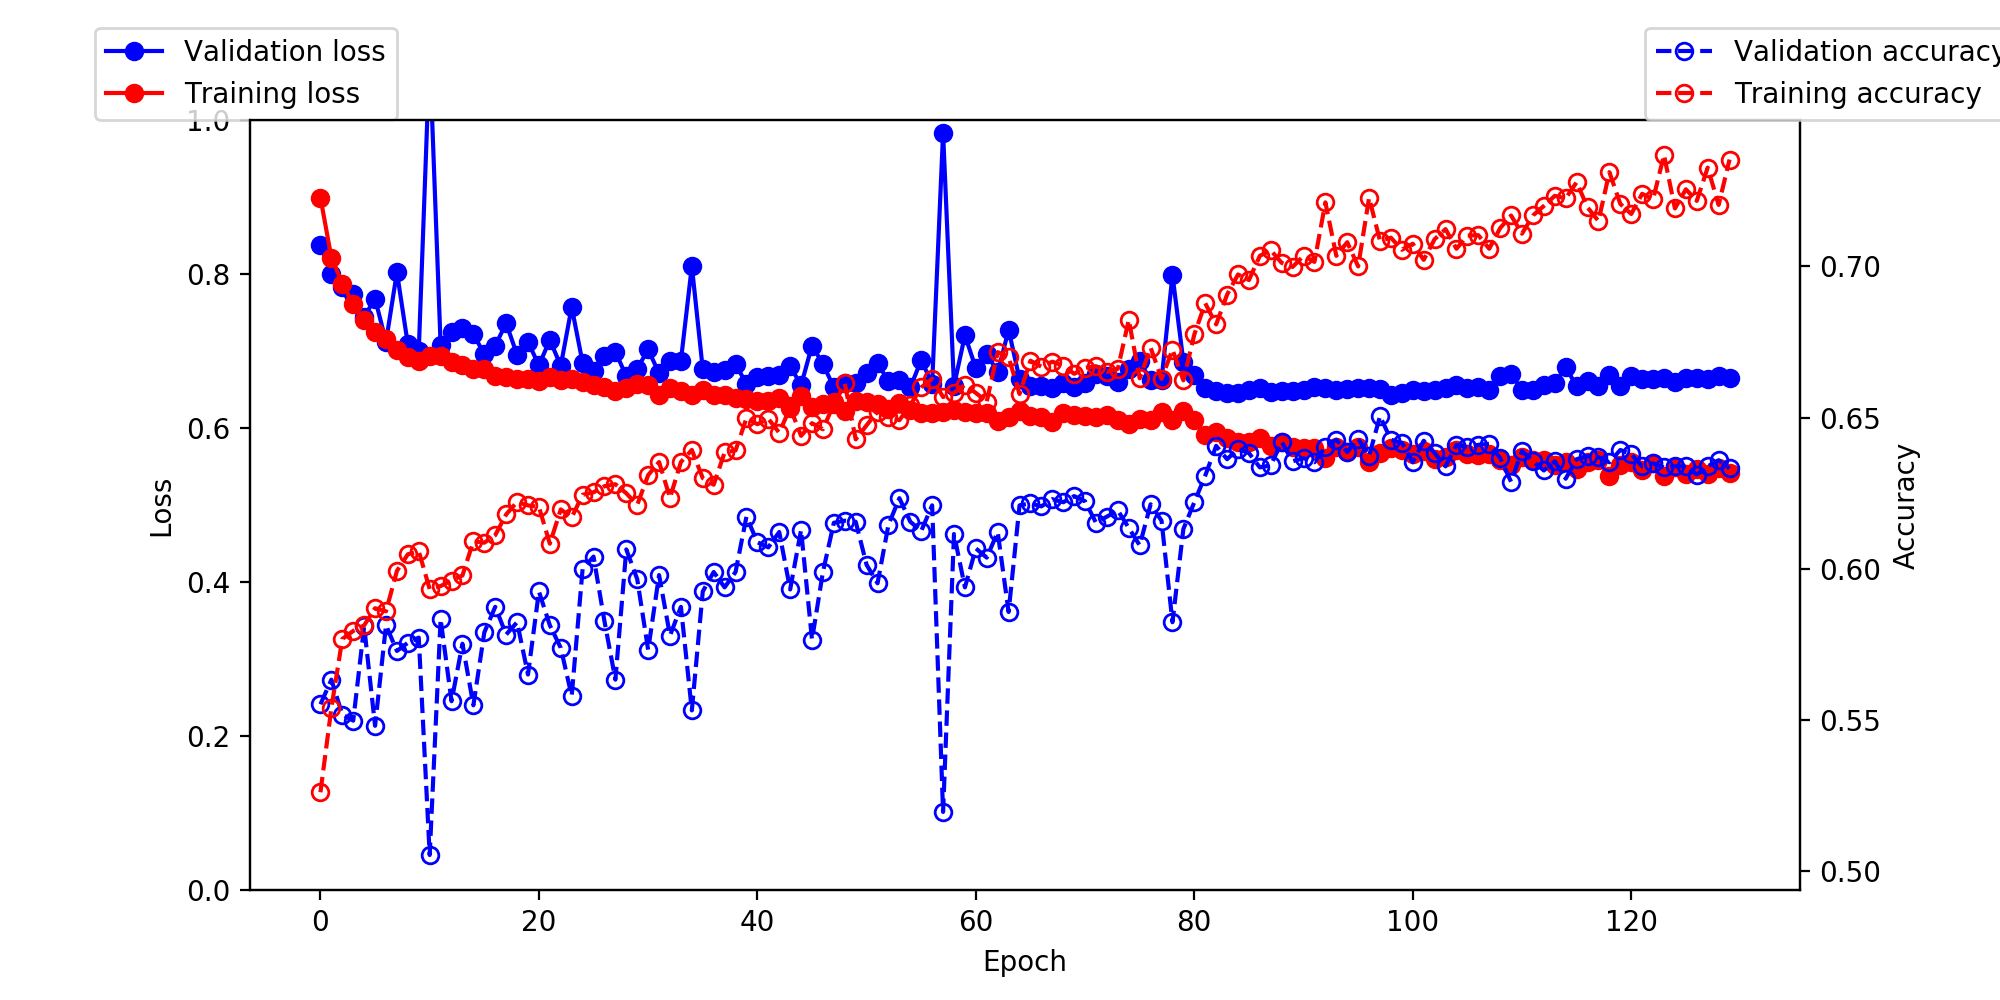 Validation loss
Training loss
Validation accuracy
Training accuracy
1.0
0.8
0.6
0.4
0.2
0.0
Loss
0.70
0.65
0.60
0.55
0.50
Accuracy
0 20 40 60 80 100 120
Epoch